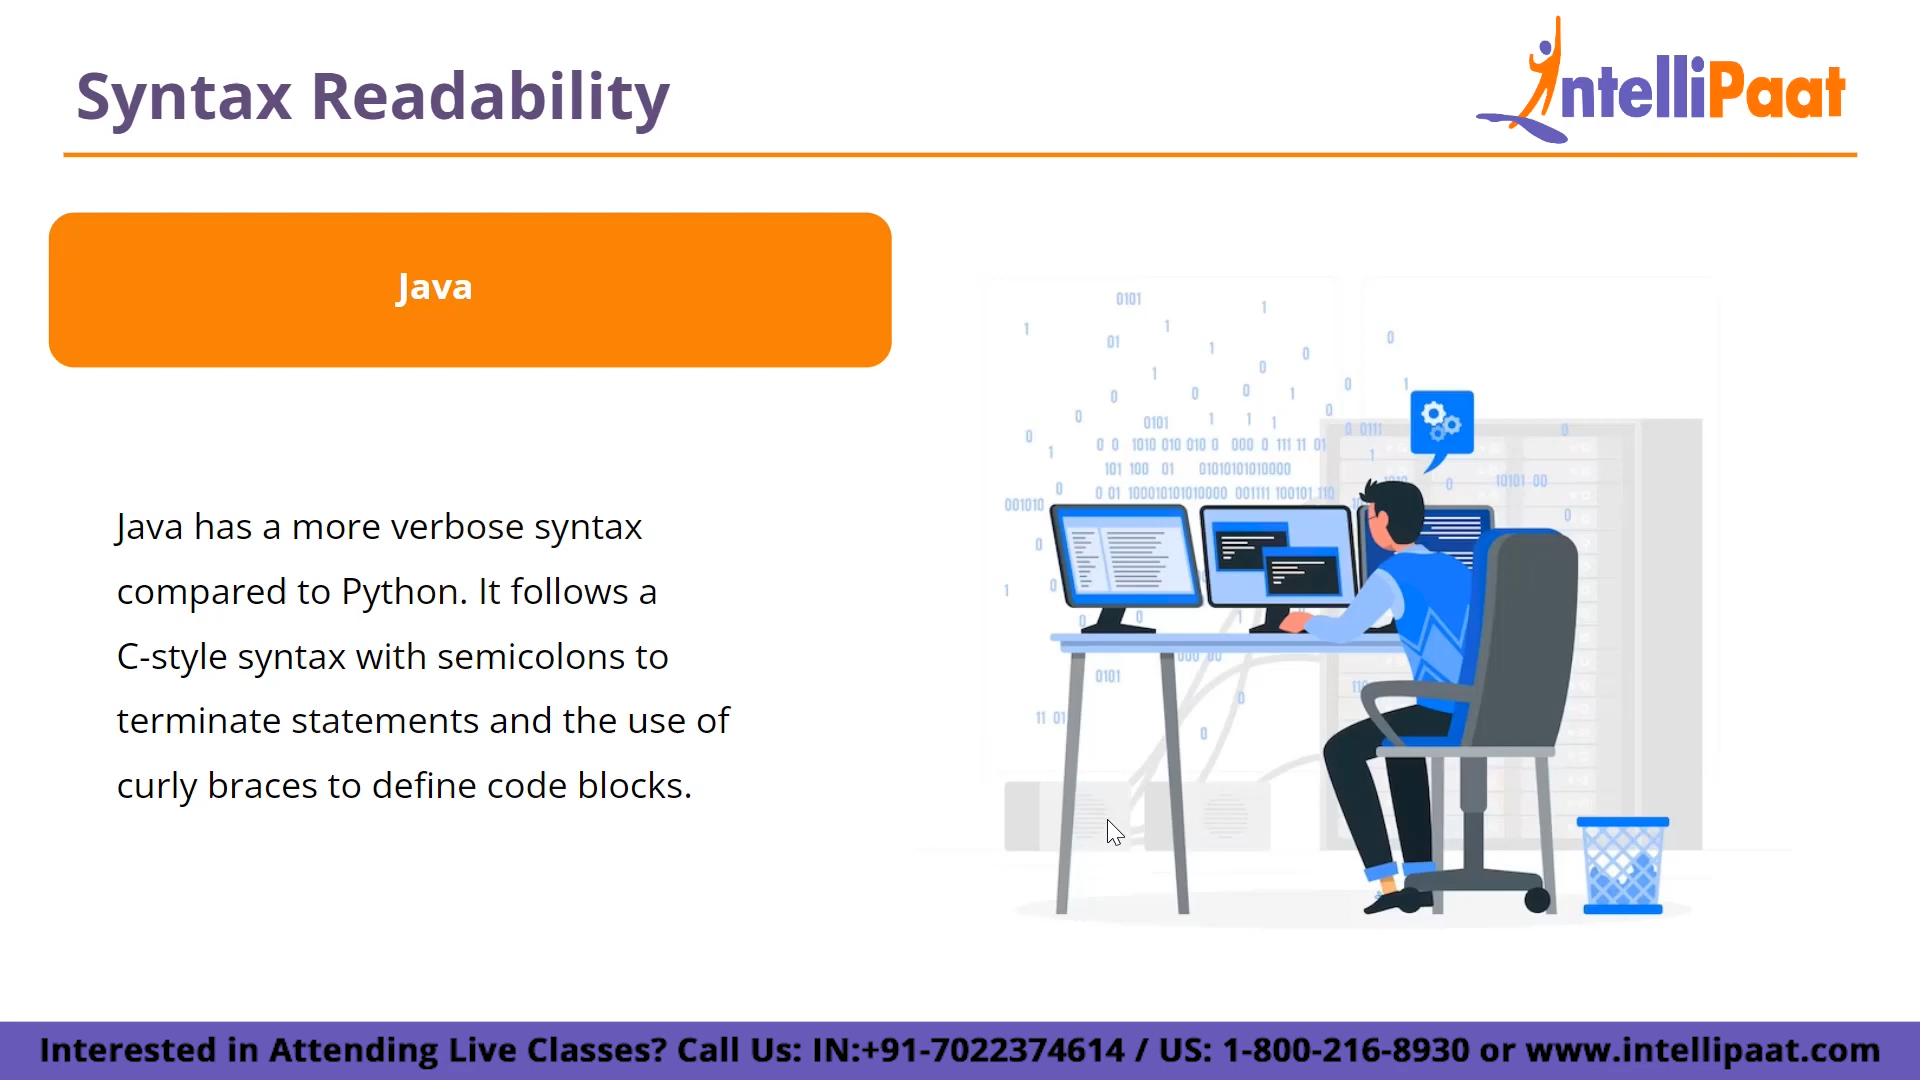 Syntax Readability
IntelliPaat
Java
Java has a more verbose syntax
compared to Python. It follows a
C-style syntax with semicolons to
terminate statements and the use of
curly braces to define code blocks.
Interested in Attending Live Classes? Call Us: IN:+91-7022374614 / US: 1-800-216-8930 or www.intellipaat.com